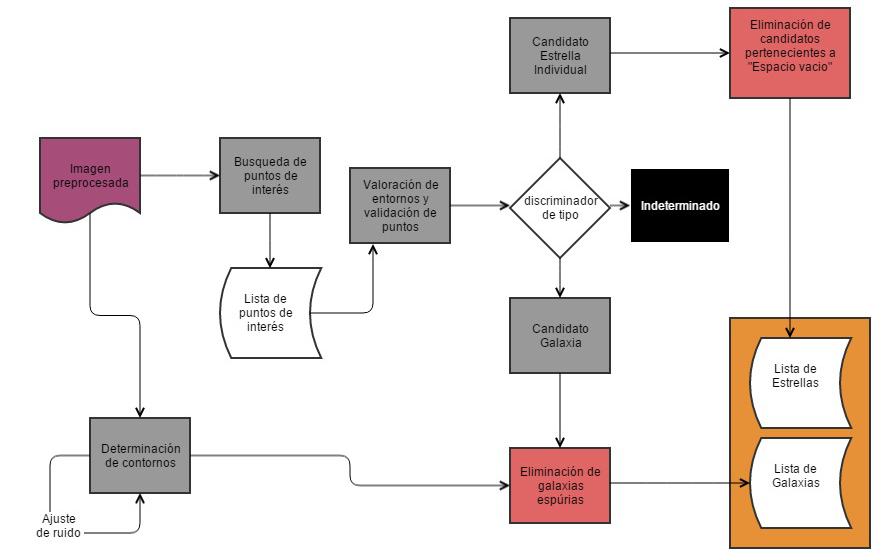 Imagen
preprocesada
Busqueda de
puntos de
interés
Lista de
puntos de
interés
Valoración de
entornos y
validación de
puntos
discriminador
de tipo
Candidato
Estrella
Individual
Eliminación de
candidatos
pertenecientes a
"Espacio vacio"
Indeterminado
Candidato
Galaxia
Determinación
de contornos
Ajuste
de ruido
Eliminación de
galaxias
espúrias
Lista de
Estrellas
Lista de
Galaxias